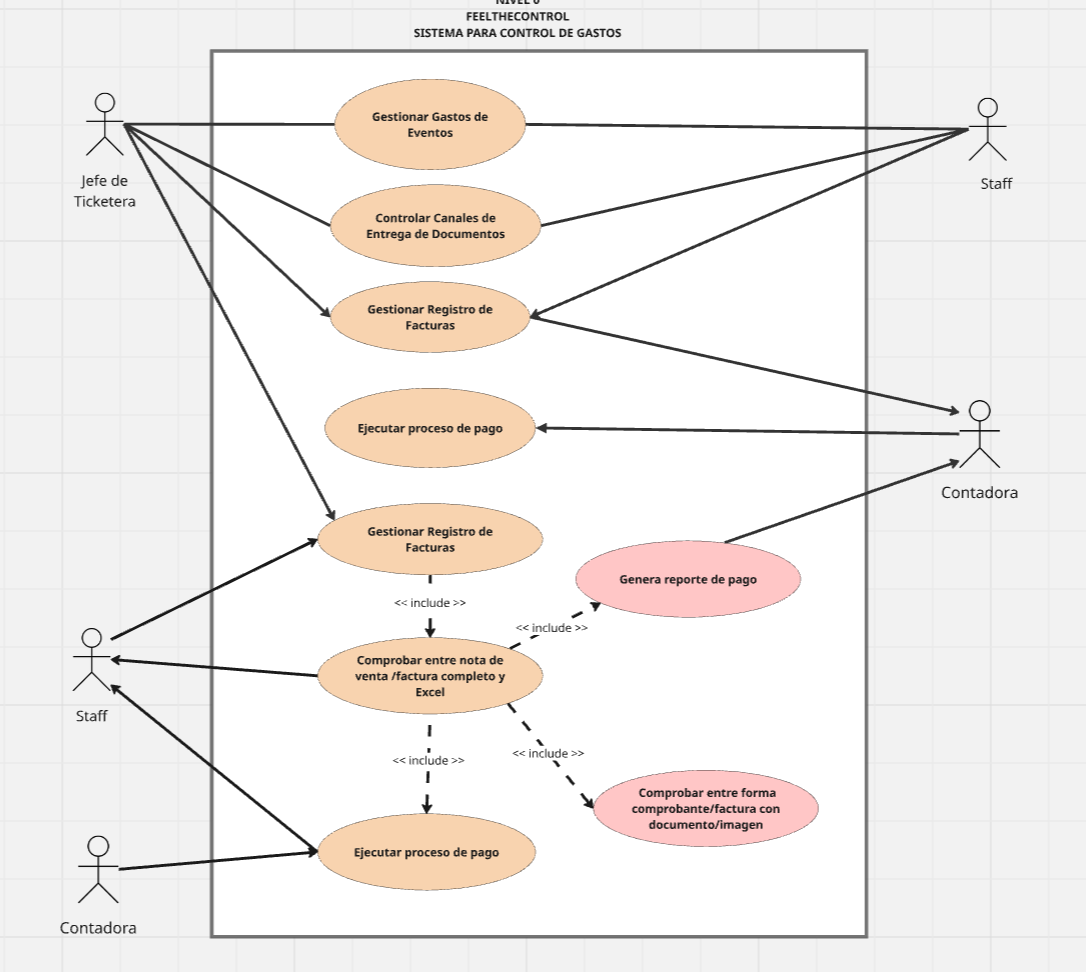 FEELTHECONTROL
SISTEMA PARA CONTROL DE GASTOS
Gestionar Gastos de
Eventos
Jefe de
Ticketera
Staff
Controlar Canales de
Entrega de Documentos
Gestionar Registro de
Facturas
Ejecutar proceso de pago
Contadora
Gestionar Registro de
Facturas
Genera reporte de pago
<< include >>
<< include >>
Comprobar entre nota de
venta /factura completo y
Excel
Staff
<< include >>
<< include >>
Comprobar entre forma
comprobante/factura con
documento/imagen
Ejecutar proceso de pago
Contadora